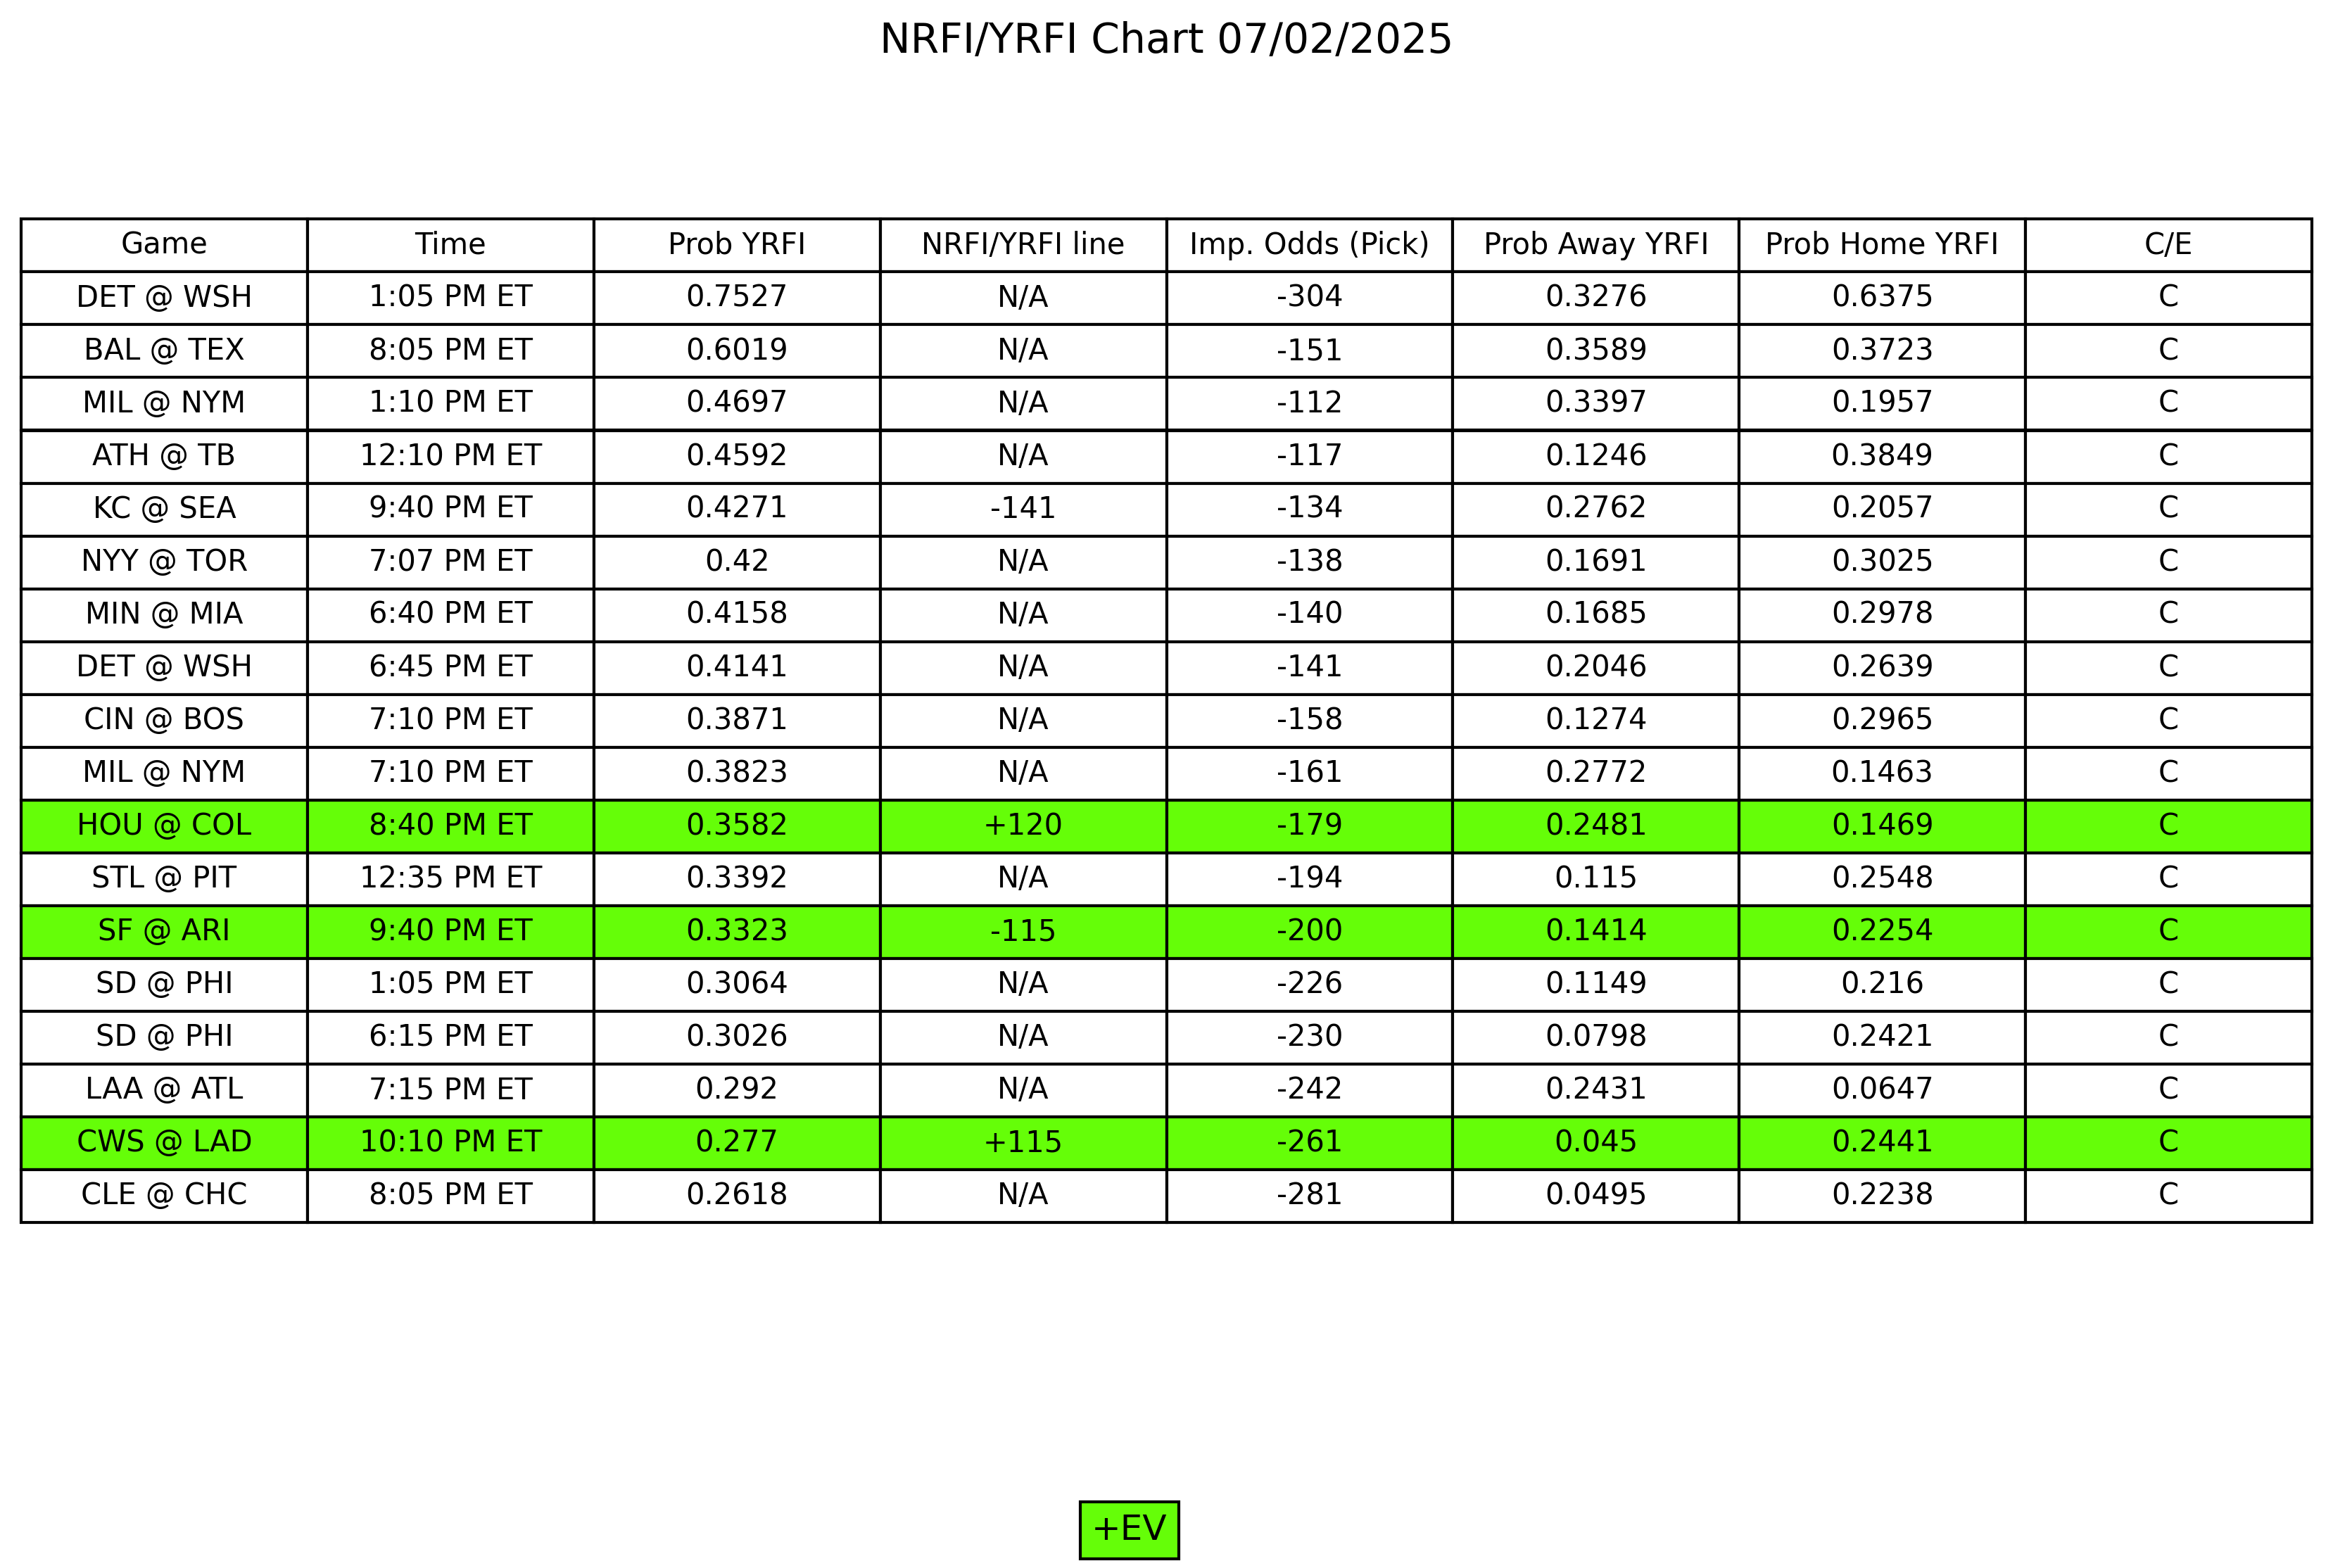 NRFI/YRFI Chart 07/02/2025
Game Time Prob YRFI NRFI/YRFI line Imp. Odds (Pick) Prob Away YRFI Prob Home YRFI C/E
DET @ WSH 1:05 PM ET 0.7527 N/A -304 0.3276 0.6375 C
BAL @ TEX 8:05 PM ET 0.6019 N/A -151 0.3589 0.3723 C
MIL @ NYM 1:10 PM ET 0.4697 N/A -112 0.3397 0.1957 C
ATH @ TB 12:10 PM ET 0.4592 N/A -117 0.1246 0.3849 C
KC @ SEA 9:40 PM ET 0.4271 -141 -134 0.2762 0.2057 C
NYY @ TOR 7:07 PM ET 0.42 N/A -138 0.1691 0.3025 C
MIN @ MIA 6:40 PM ET 0.4158 N/A -140 0.1685 0.2978 C
DET @ WSH 6:45 PM ET 0.4141 N/A -141 0.2046 0.2639 C
CIN @ BOS 7:10 PM ET 0.3871 N/A -158 0.1274 0.2965 C
MIL @ NYM 7:10 PM ET 0.3823 N/A -161 0.2772 0.1463 C
HOU @ COL 8:40 PM ET 0.3582 +120 -179 0.2481 0.1469 C
STL @ PIT 12:35 PM ET 0.3392 N/A -194 0.115 0.2548 C
SF @ ARI 9:40 PM ET 0.3323 -115 -200 0.1414 0.2254 C
SD @ PHI 1:05 PM ET 0.3064 N/A -226 0.1149 0.216 C
SD @ PHI 6:15 PM ET 0.3026 N/A -230 0.0798 0.2421 C
LAA @ ATL 7:15 PM ET 0.292 N/A -242 0.2431 0.0647 C
CWS @ LAD 10:10 PM ET 0.277 +115 -261 0.045 0.2441 C
CLE @ CHC 8:05 PM ET 0.2618 N/A -281 0.0495 0.2238 C
+EV